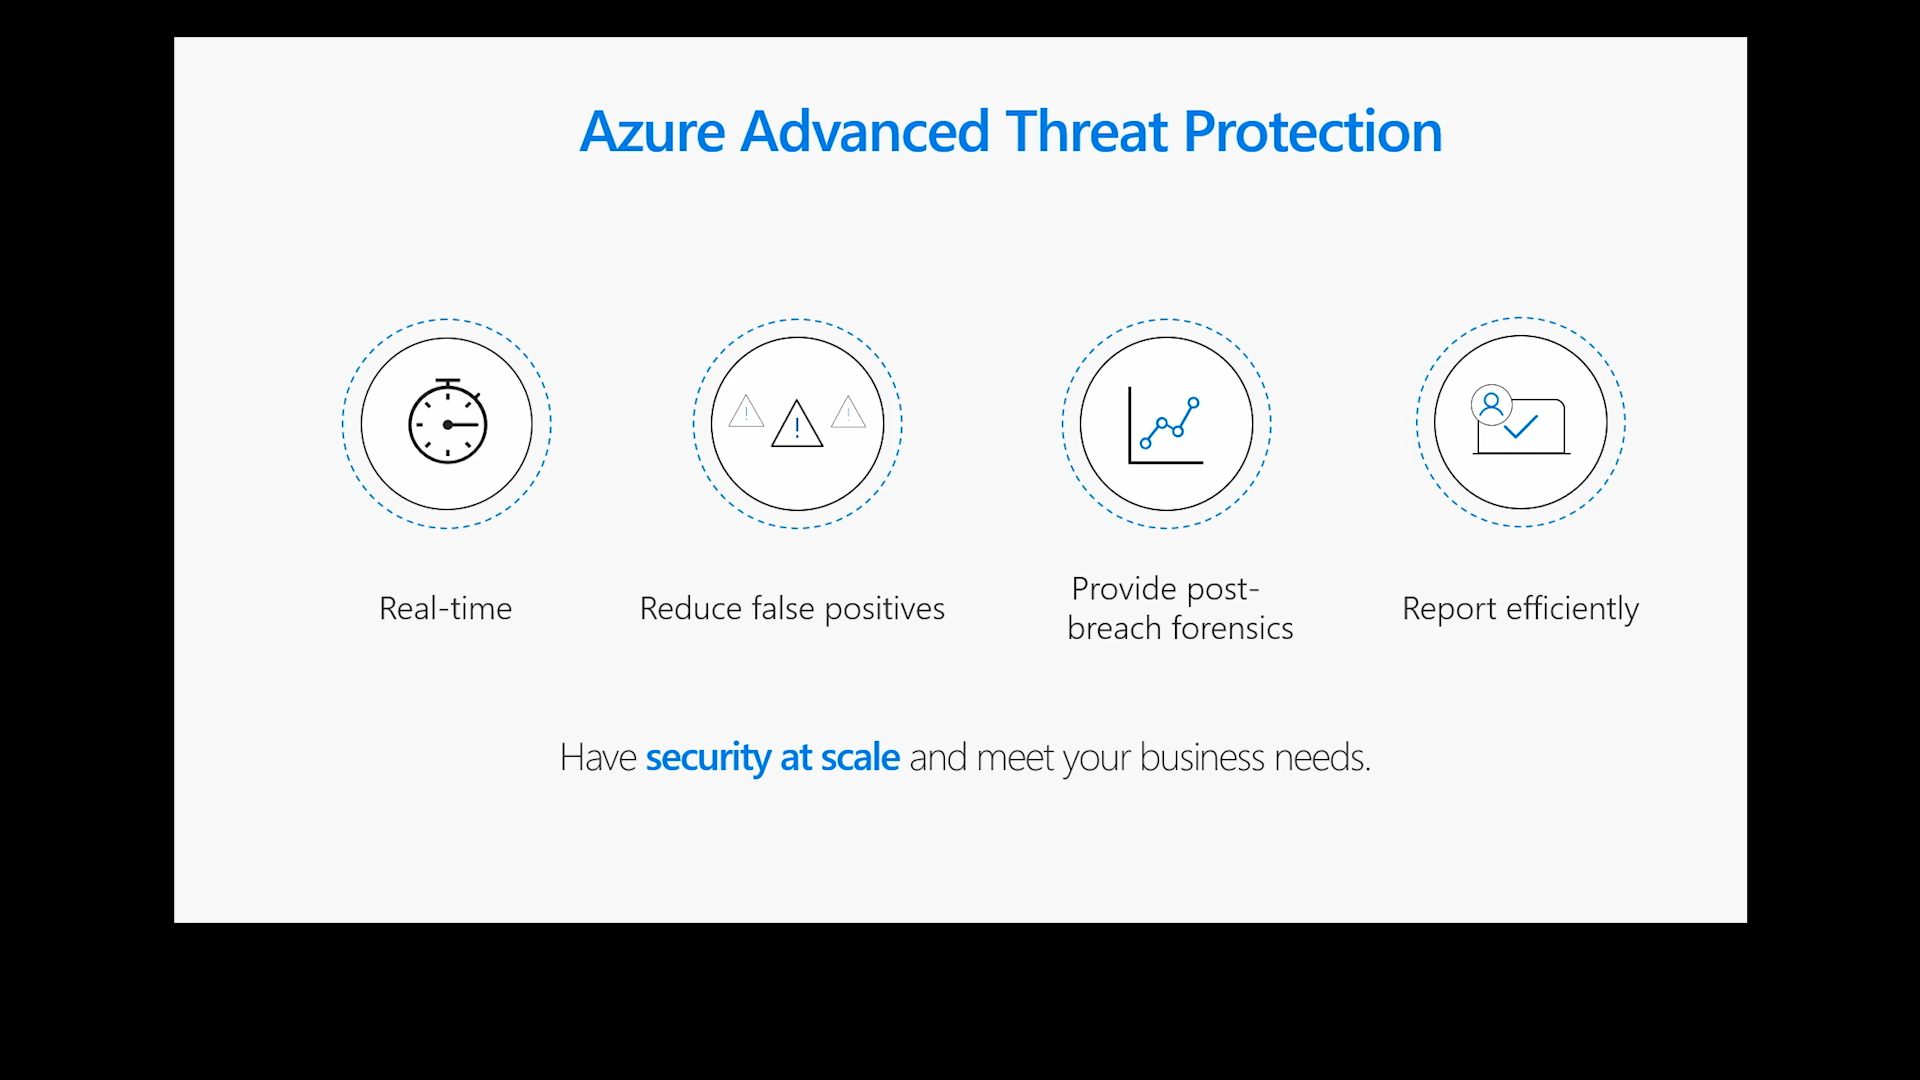 Azure Advanced Threat Protection
Real-time
Reduce false positives
Provide post-
breach forensics
Report efficiently
Have security at scale and meet your business needs.